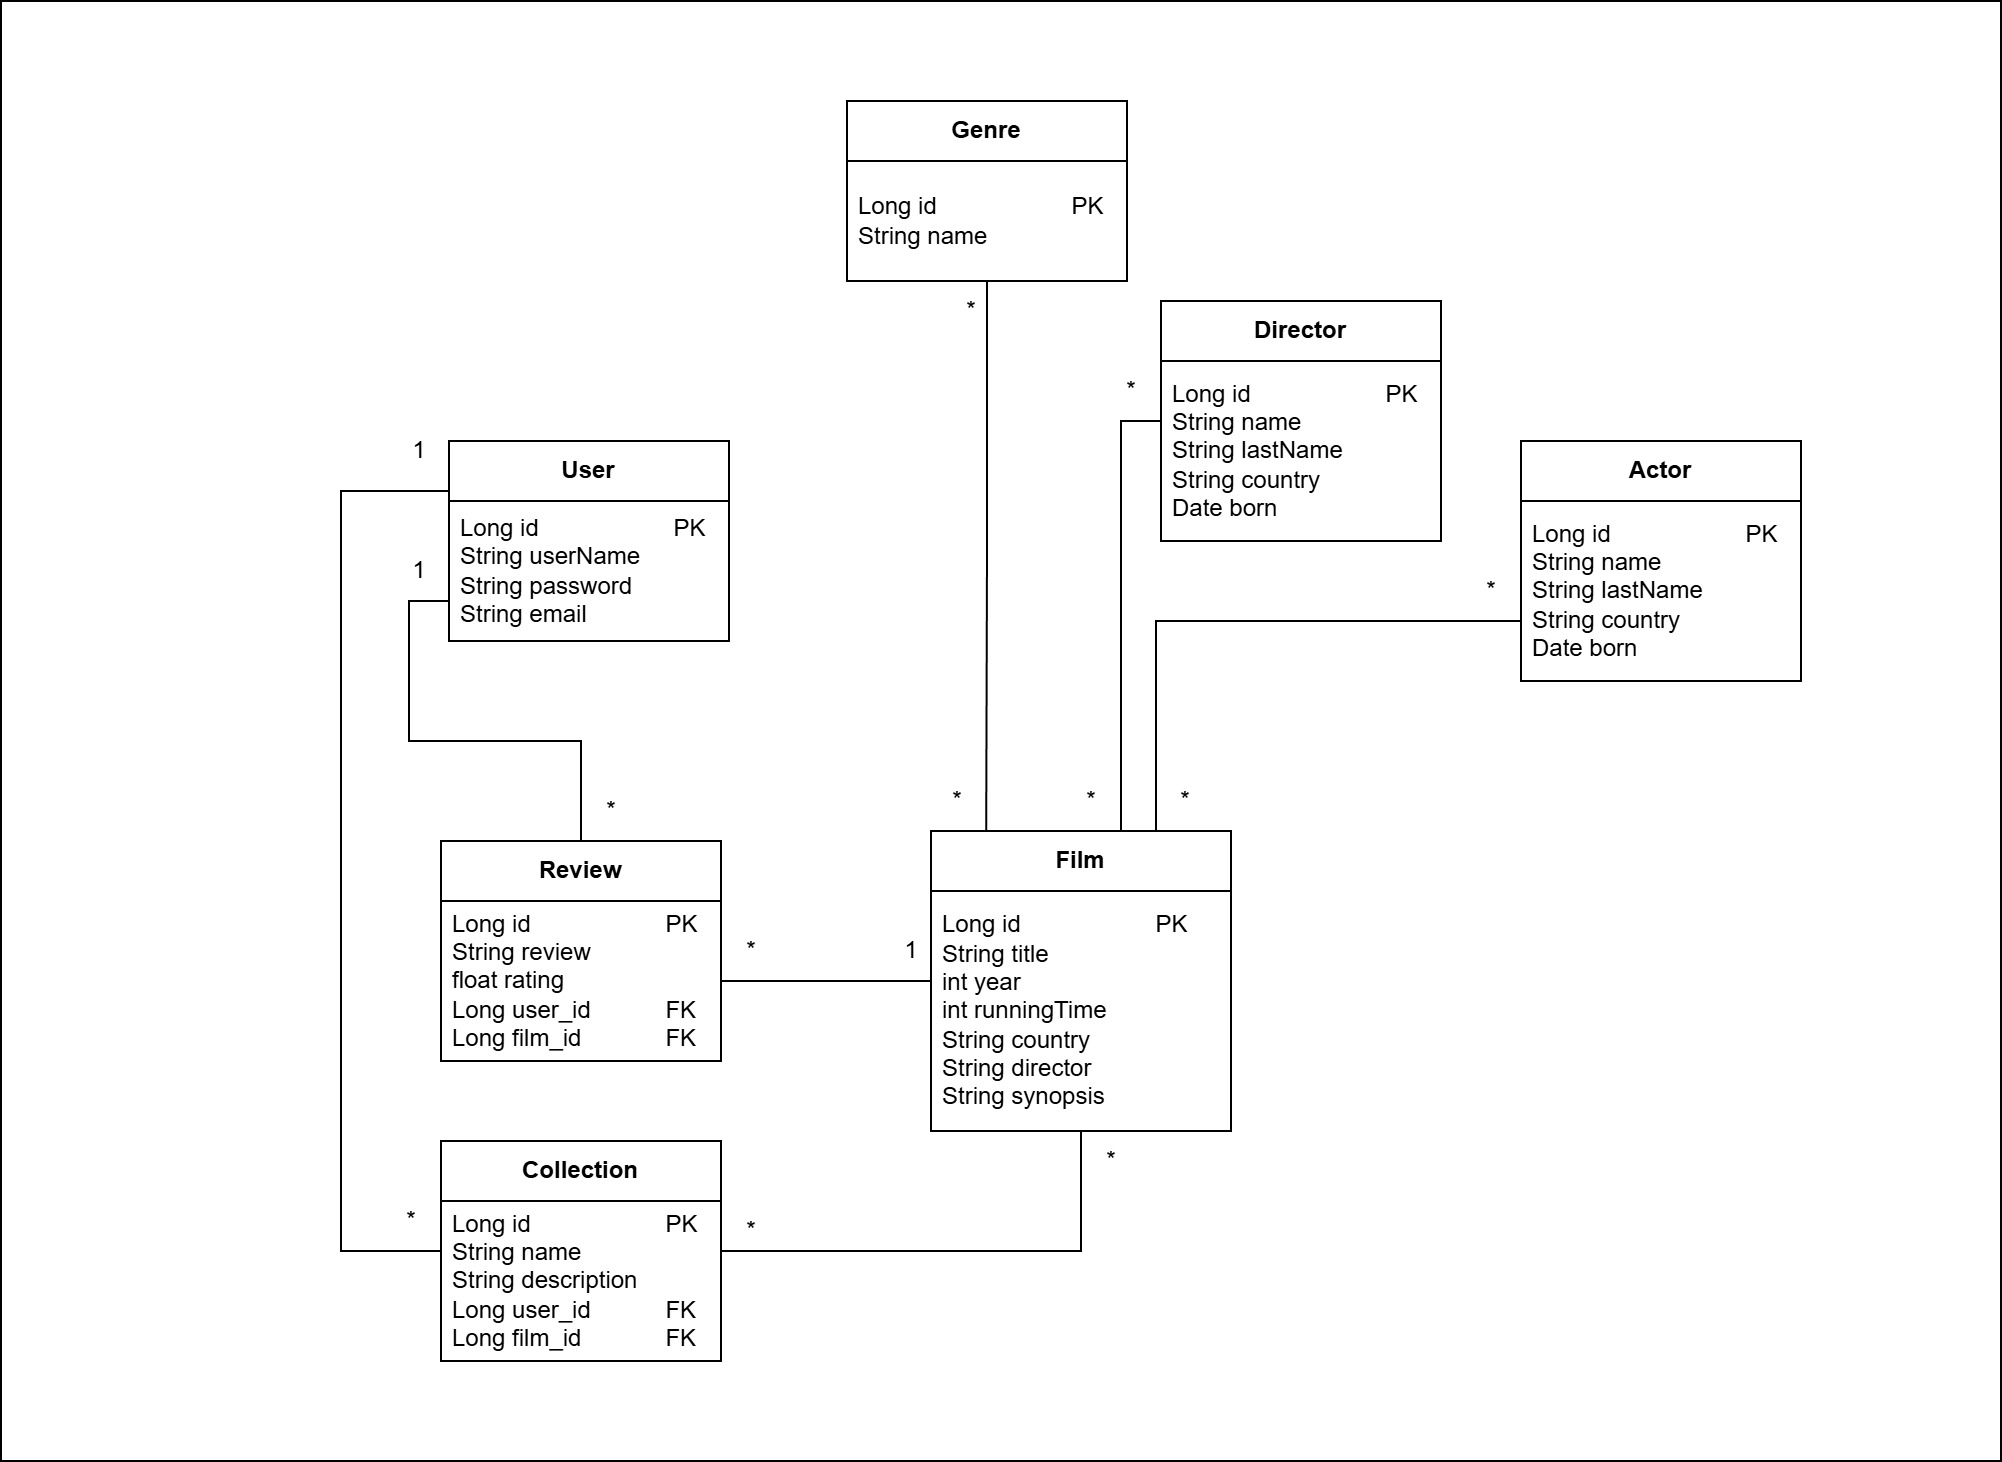 Genre
Long id PK
String name
*
Director
Long id PK
String name
String lastName
String country
Date born
*
Actor
Long id PK
String name
String lastName
String country
Date born
*
1
User
Long id PK
String userName
String password
String email
1
*
* * *
Review
Long id PK
String review
float rating
Long user_id FK
Long film_id FK
* 1
Film
Long id PK
String title
int year
int runningTime
String country
String director
String synopsis
*
Collection
Long id PK
String name
String description
Long user_id FK
Long film_id FK
* *